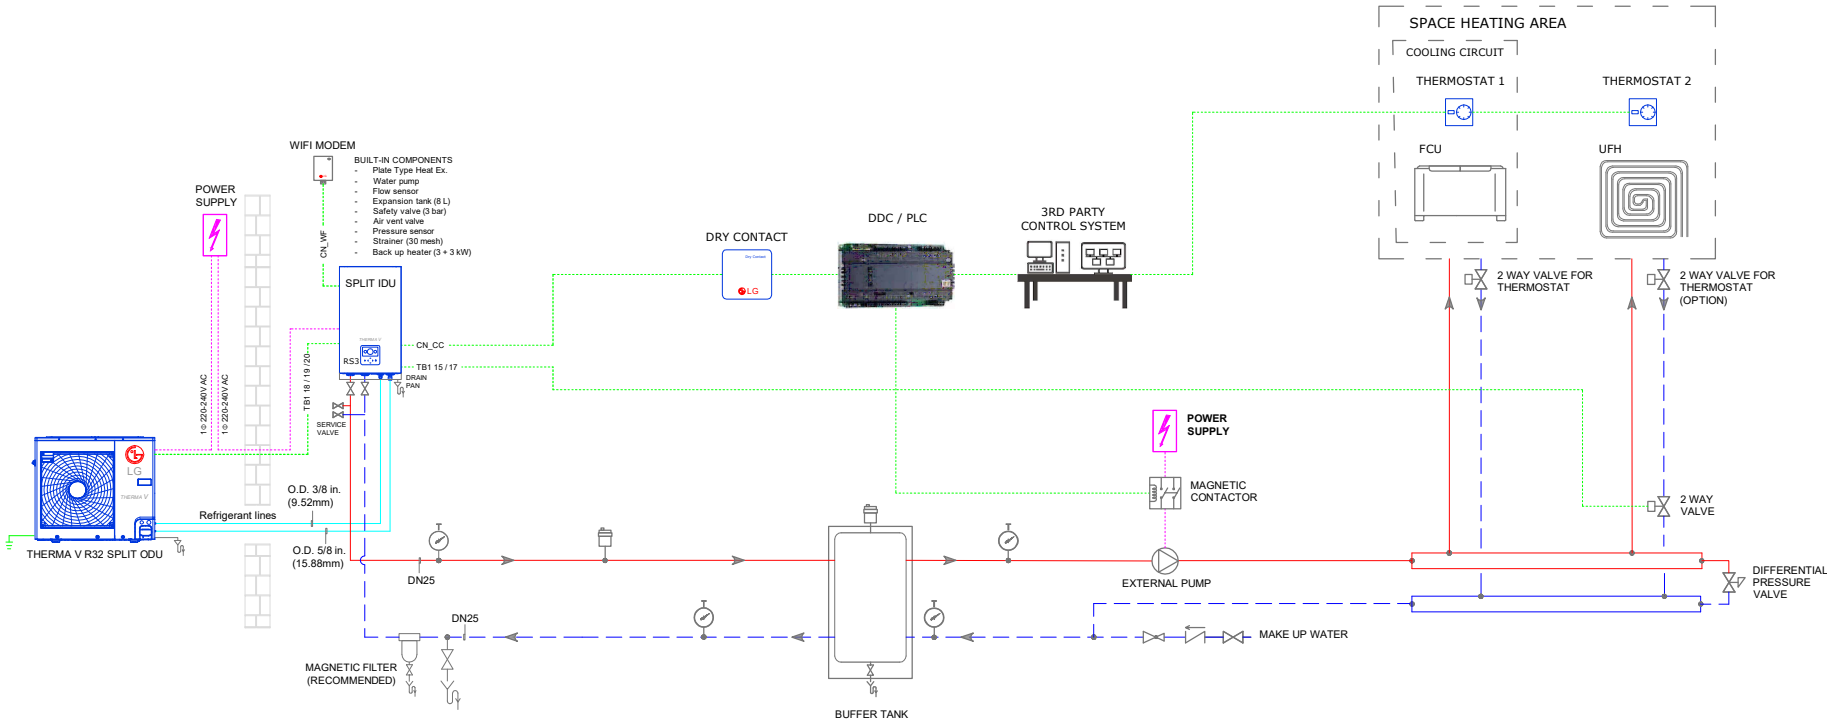 SPACE HEATING AREA
COOLING CIRCUIT
THERMOSTAT 1
THERMOSTAT 2
FCU
UFH
WIFI MODEM
BUILT-IN COMPONENTS
- Plate Type Heat Ex.
- Water pump
- Flow sensor
- Expansion tank (8 L)
- Safety valve (3 bar)
- Air vent valve
- Pressure sensor
- Strainer (30 mesh)
- Back up heater (3 + 3 kW)
POWER
SUPPLY
CN_WF
DRY CONTACT
Dry Contact
LG
DDC / PLC
3RD PARTY
CONTROL SYSTEM
SPLIT IDU
THERMA V
RS3
CN_CC
TB1 15 / 17
DRAIN
PAN
SERVICE
VALVE
1Φ 220-240V AC
1Φ 220-240V AC
TB1 18 / 19 /20
2 WAY VALVE FOR
THERMOSTAT
2 WAY VALVE FOR
THERMOSTAT
(OPTION)
POWER
SUPPLY
MAGNETIC
CONTACTOR
2 WAY
VALVE
LG
THERMA V
O.D. 3/8 in.
(9.52mm)
Refrigerant lines
O.D. 5/8 in.
(15.88mm)
THERMA V R32 SPLIT ODU
DN25
EXTERNAL PUMP
DIFFERENTIAL
PRESSURE
VALVE
DN25
MAKE UP WATER
MAGNETIC FILTER
(RECOMMENDED)
BUFFER TANK